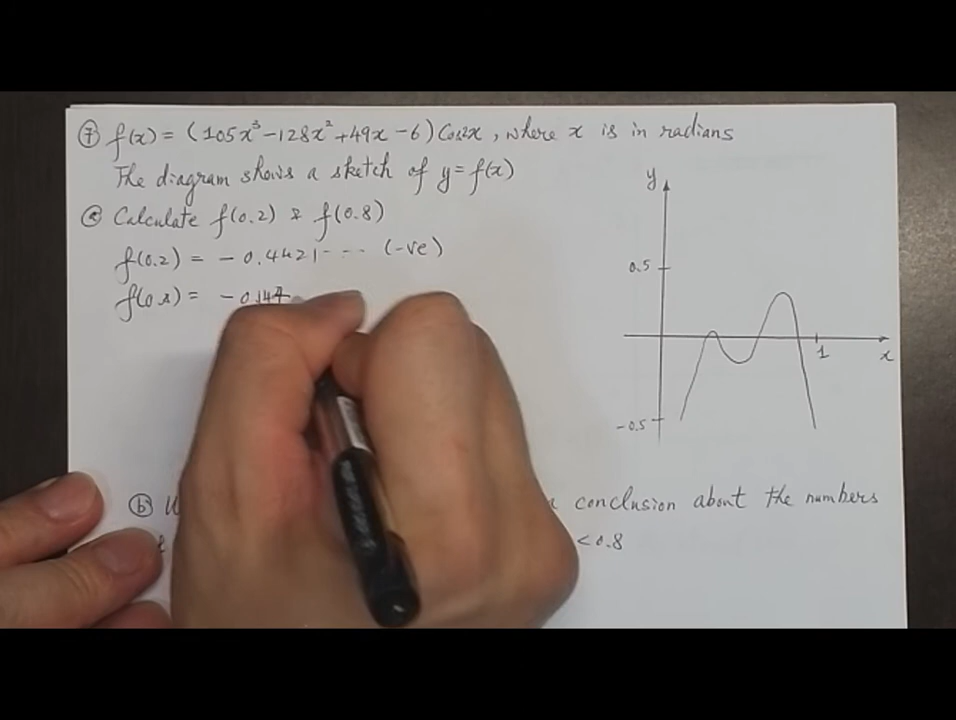 ⑦ f(x) = (105x³ -128x² +49x -6) Cos2x, where x is in radians
The diagram shows a sketch of y = f(x)
ⓐ Calculate f(0.2) & f(0.8)
f(0.2) = -0.4421··· (-ve)
f(0.8) = -0.147
y
0.5
1
x
-0.5
ⓑ conclusion about the numbers
<0.8